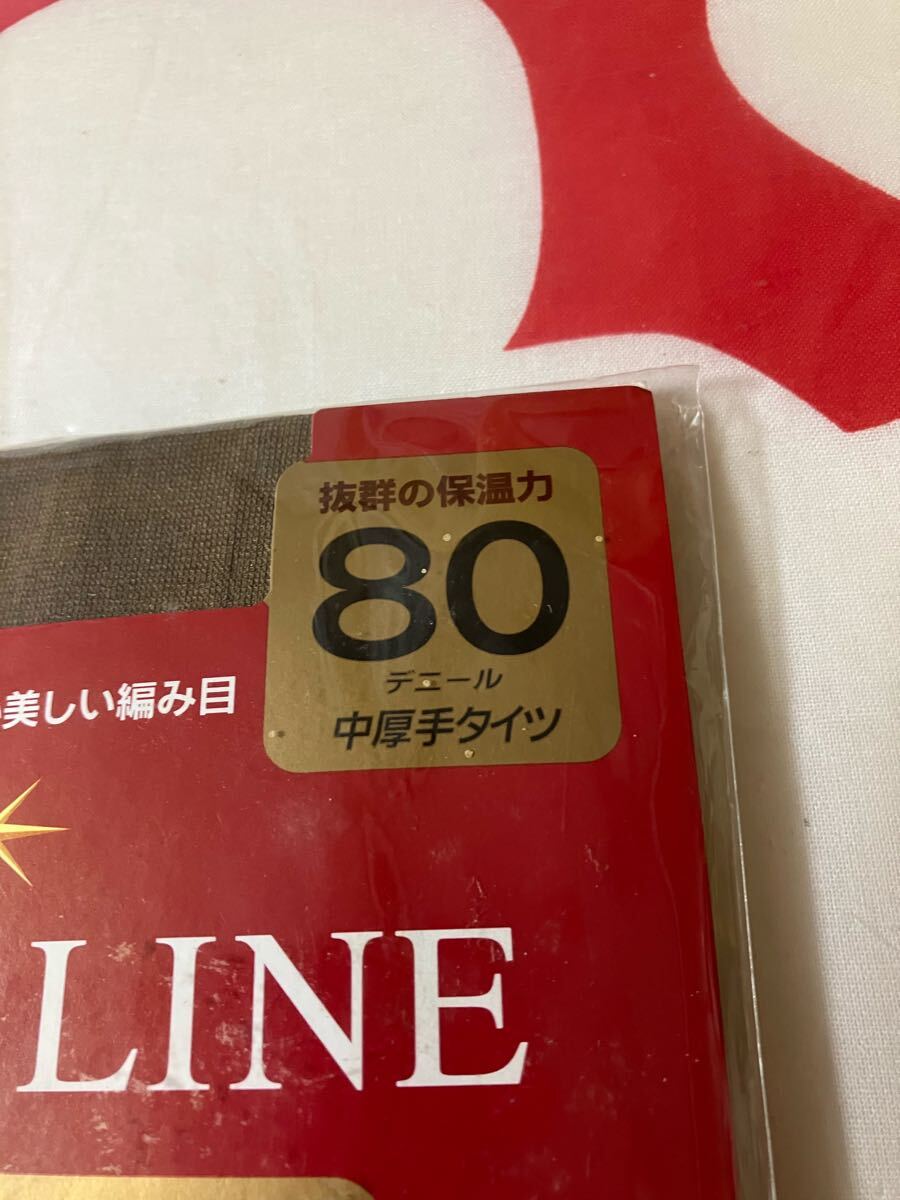 抜群の保温力
80
デニール
中厚手タイツ
美しい編み目
LINE